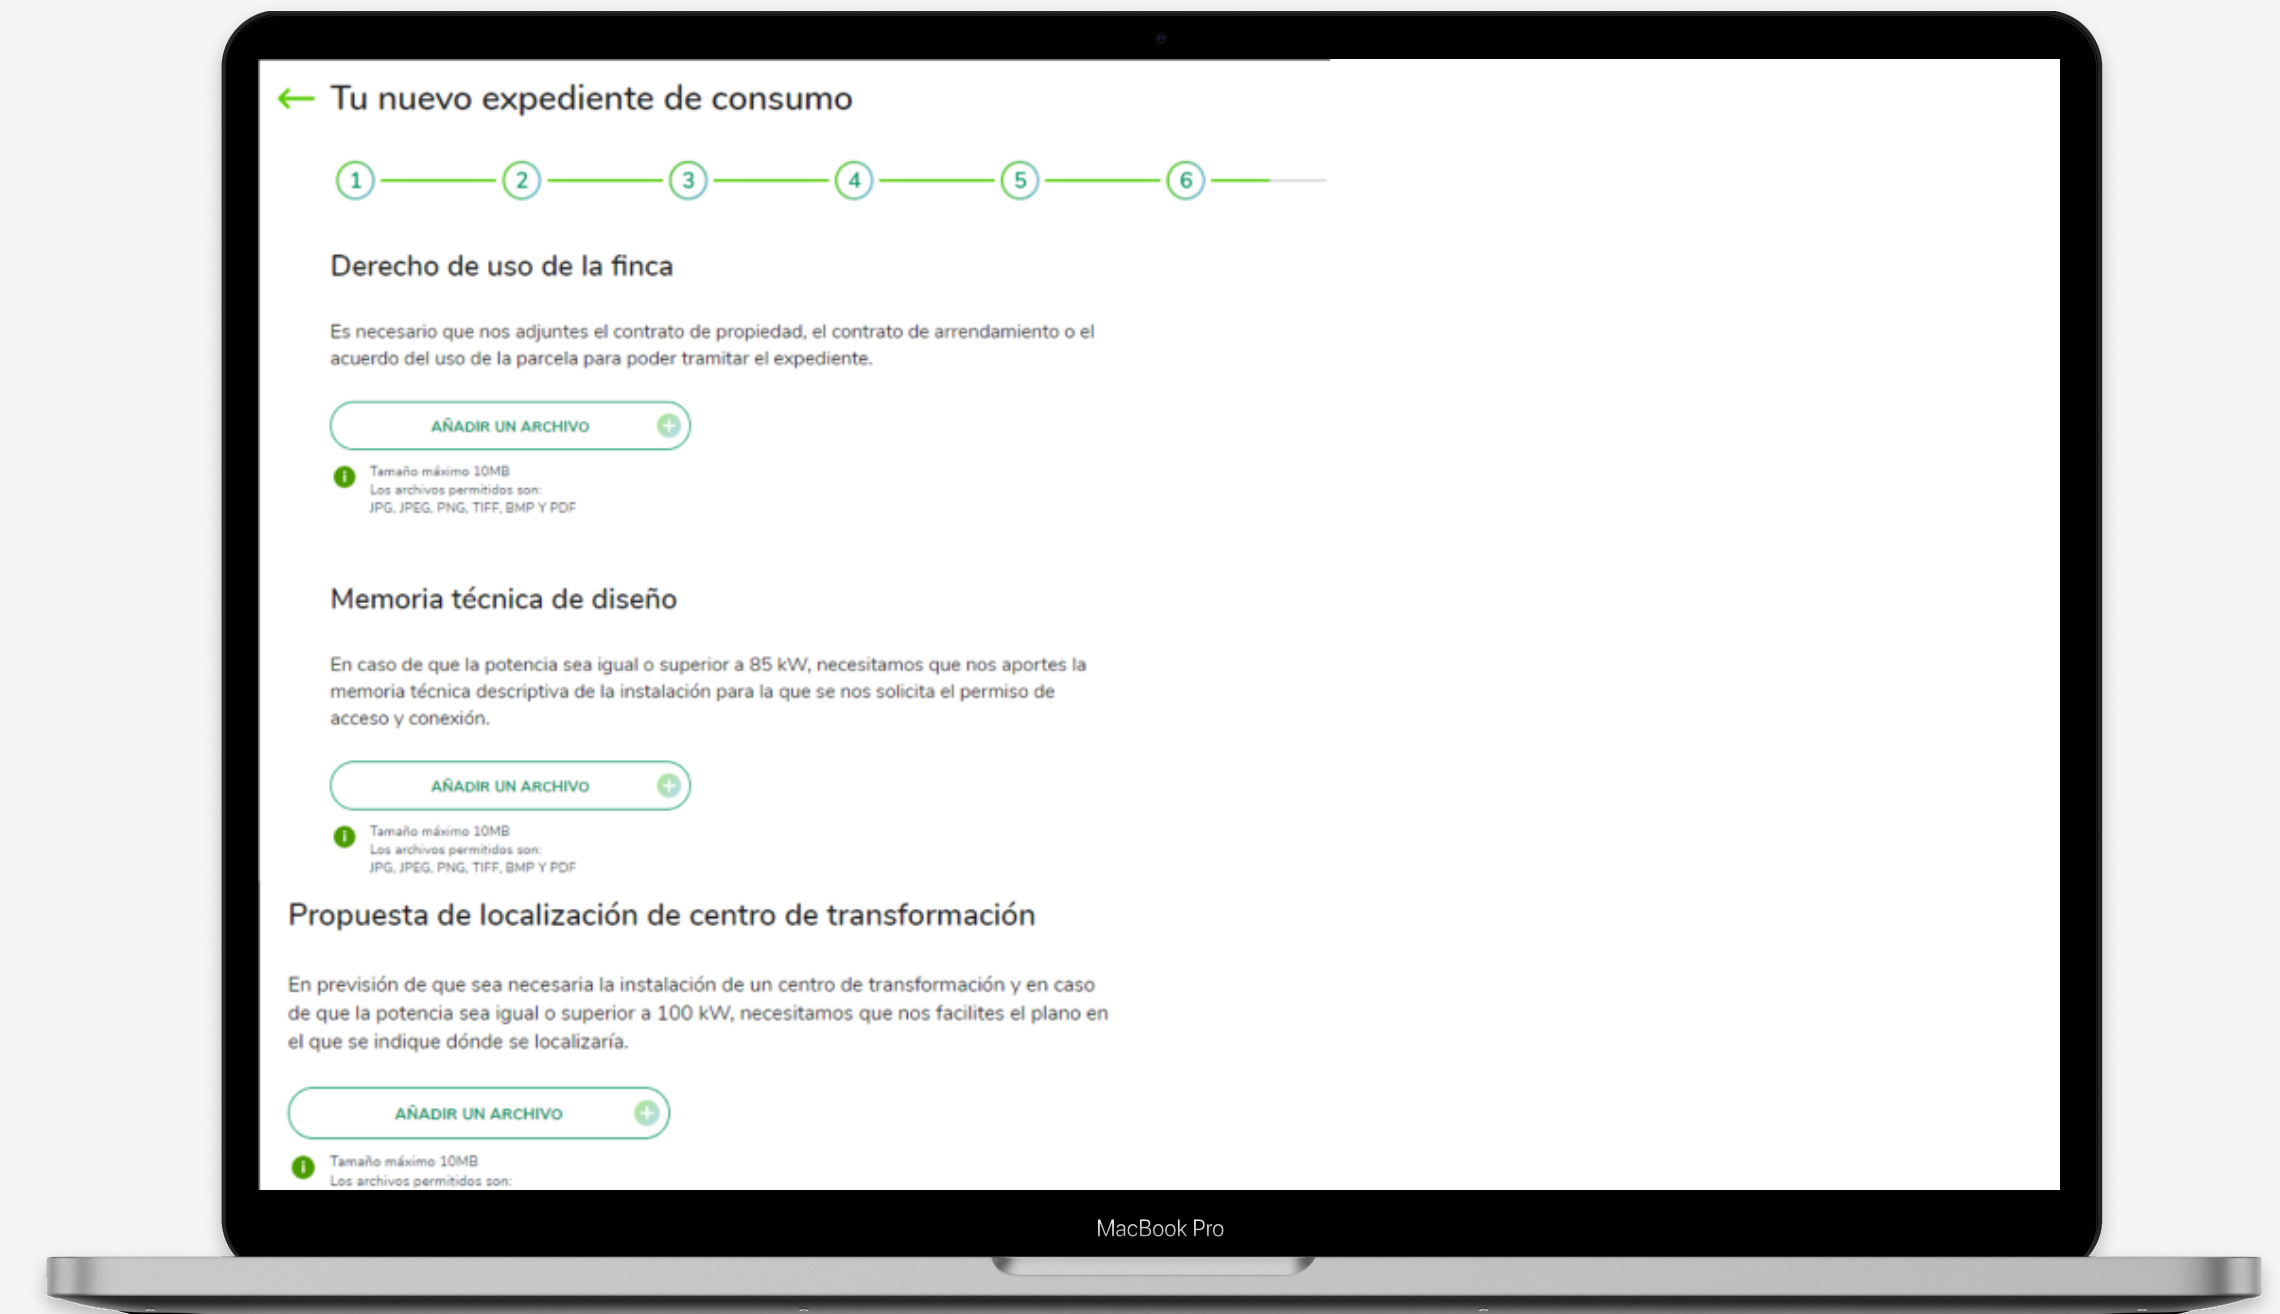 Tu nuevo expediente de consumo
1 2 3 4 5 6
Derecho de uso de la finca
Es necesario que nos adjuntes el contrato de propiedad, el contrato de arrendamiento o el
acuerdo del uso de la parcela para poder tramitar el expediente.
AÑADIR UN ARCHIVO
Tamaño máximo 10MB
Los archivos permitidos son:
JPG, JPEG, PNG, TIFF, BMP Y PDF
Memoria técnica de diseño
En caso de que la potencia sea igual o superior a 85 kW, necesitamos que nos aportes la
memoria técnica descriptiva de la instalación para la que se nos solicita el permiso de
acceso y conexión.
AÑADIR UN ARCHIVO
Tamaño máximo 10MB
Los archivos permitidos son:
JPG, JPEG, PNG, TIFF, BMP Y PDF
Propuesta de localización de centro de transformación
En previsión de que sea necesaria la instalación de un centro de transformación y en caso
de que la potencia sea igual o superior a 100 kW, necesitamos que nos facilites el plano en
el que se indique dónde se localizaría.
AÑADIR UN ARCHIVO
Tamaño máximo 10MB
Los archivos permitidos son:
MacBook Pro